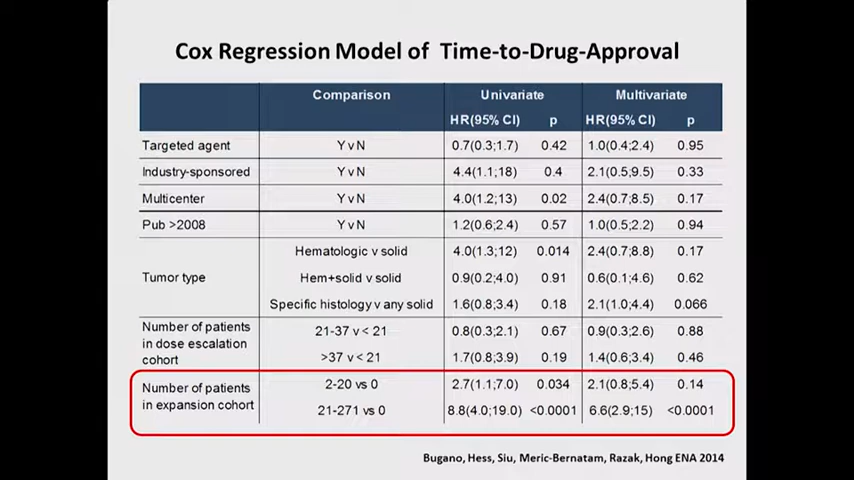 Cox Regression Model of Time-to-Drug-Approval
Comparison Univariate Multivariate
HR(95% CI) p HR(95% CI) p
Targeted agent Y v N 0.7(0.3;1.7) 0.42 1.0(0.4;2.4) 0.95
Industry-sponsored Y v N 4.4(1.1;18) 0.4 2.1(0.5;9.5) 0.33
Multicenter Y v N 4.0(1.2;13) 0.02 2.4(0.7;8.5) 0.17
Pub >2008 Y v N 1.2(0.6;2.4) 0.57 1.0(0.5;2.2) 0.94
Tumor type
Hematologic v solid 4.0(1.3;12) 0.014 2.4(0.7;8.8) 0.17
Hem+solid v solid 0.9(0.2;4.0) 0.91 0.6(0.1;4.6) 0.62
Specific histology v any solid 1.6(0.8;3.4) 0.18 2.1(1.0;4.4) 0.066
Number of patients
in dose escalation
cohort
21-37 v < 21 0.8(0.3;2.1) 0.67 0.9(0.3;2.6) 0.88
>37 v < 21 1.7(0.8;3.9) 0.19 1.4(0.6;3.4) 0.46
Number of patients
in expansion cohort
2-20 vs 0 2.7(1.1;7.0) 0.034 2.1(0.8;5.4) 0.14
21-271 vs 0 8.8(4.0;19.0) <0.0001 6.6(2.9;15) <0.0001
Bugano, Hess, Siu, Meric-Bernatam, Razak, Hong ENA 2014